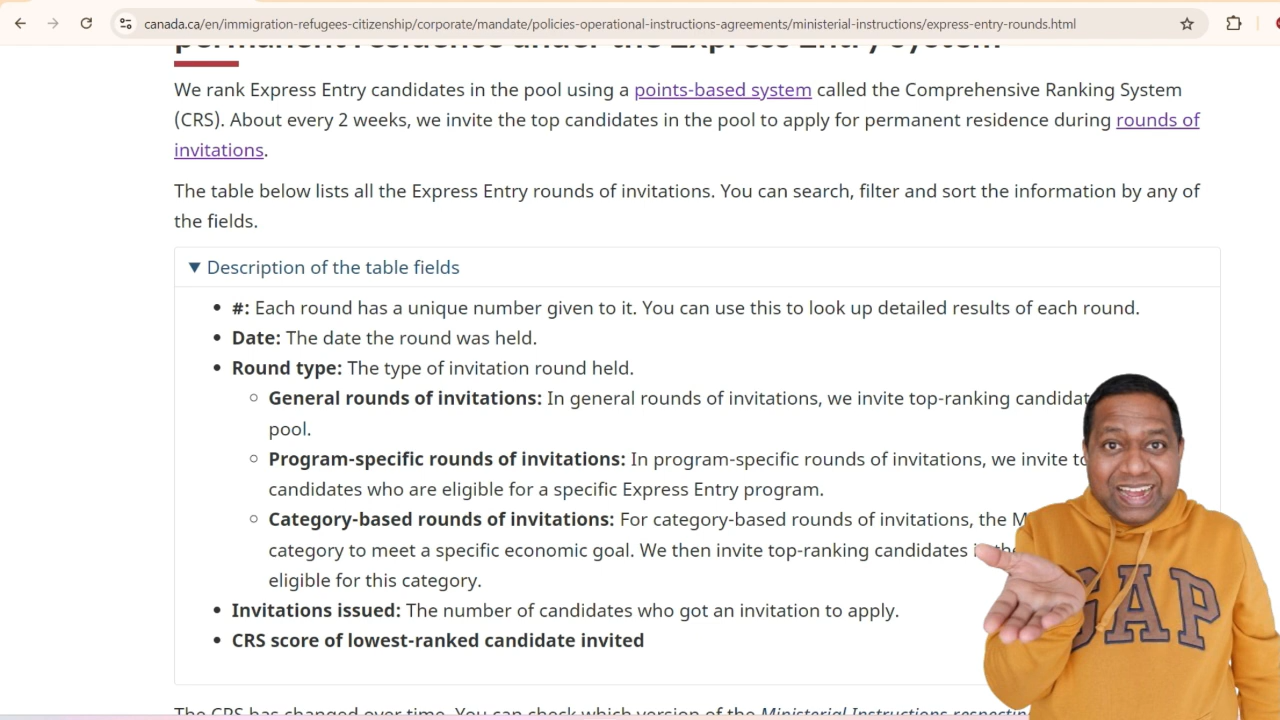 canada.ca/en/immigration-refugees-citizenship/corporate/mandate/policies-operational-instructions-agreements/ministerial-instructions/express-entry-rounds.html
permanent residence under the Express Entry system
We rank Express Entry candidates in the pool using a points-based system called the Comprehensive Ranking System
(CRS). About every 2 weeks, we invite the top candidates in the pool to apply for permanent residence during rounds of
invitations.
The table below lists all the Express Entry rounds of invitations. You can search, filter and sort the information by any of
the fields.
▼ Description of the table fields
• #: Each round has a unique number given to it. You can use this to look up detailed results of each round.
• Date: The date the round was held.
• Round type: The type of invitation round held.
○ General rounds of invitations: In general rounds of invitations, we invite top-ranking candidat
pool.
○ Program-specific rounds of invitations: In program-specific rounds of invitations, we invite to
candidates who are eligible for a specific Express Entry program.
○ Category-based rounds of invitations: For category-based rounds of invitations, the M
category to meet a specific economic goal. We then invite top-ranking candidates in the
eligible for this category.
• Invitations issued: The number of candidates who got an invitation to apply.
• CRS score of lowest-ranked candidate invited
GAP
The CRS has changed over time. You can check which version of the Ministerial Instructions respecting